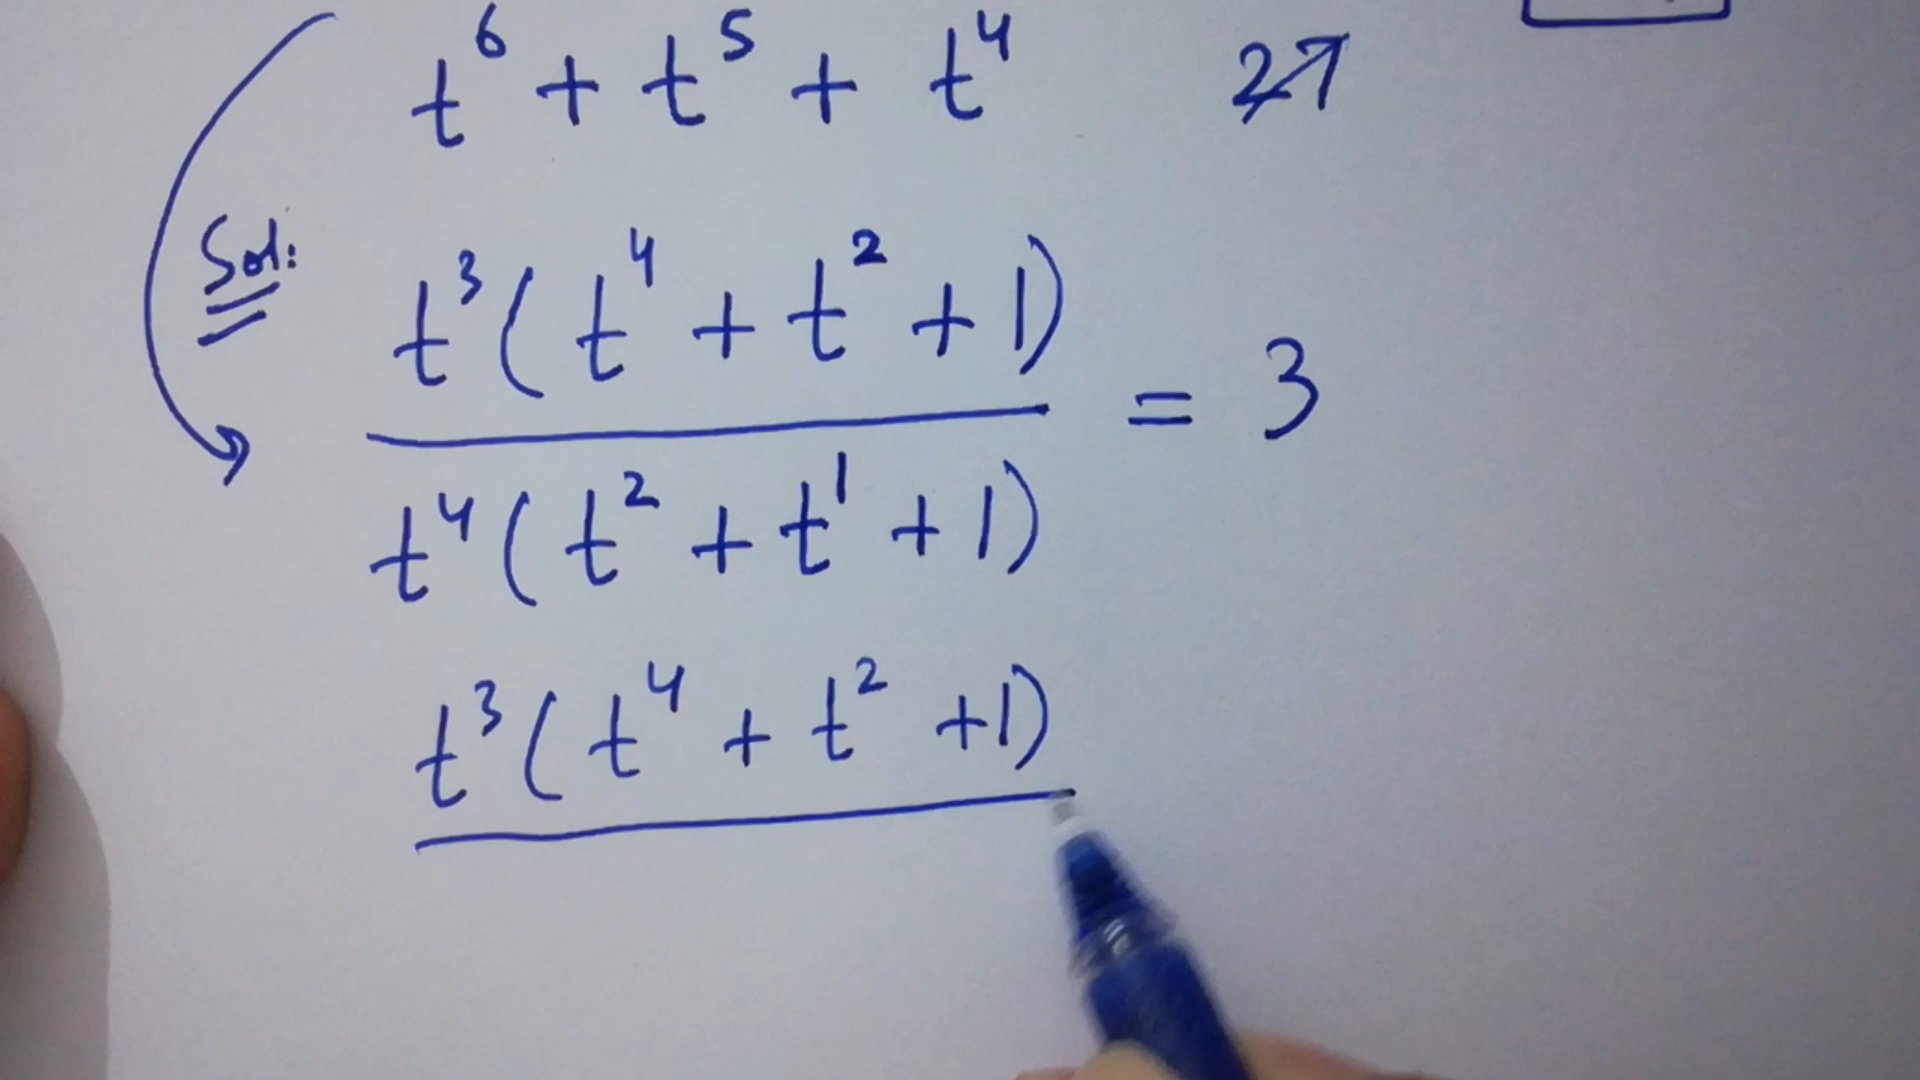 t⁶ + t⁵ + t⁴ 27
Sol:
t³(t⁴ + t² + 1)
= 3
t⁴(t² + t¹ + 1)
t³(t⁴ + t² +1)